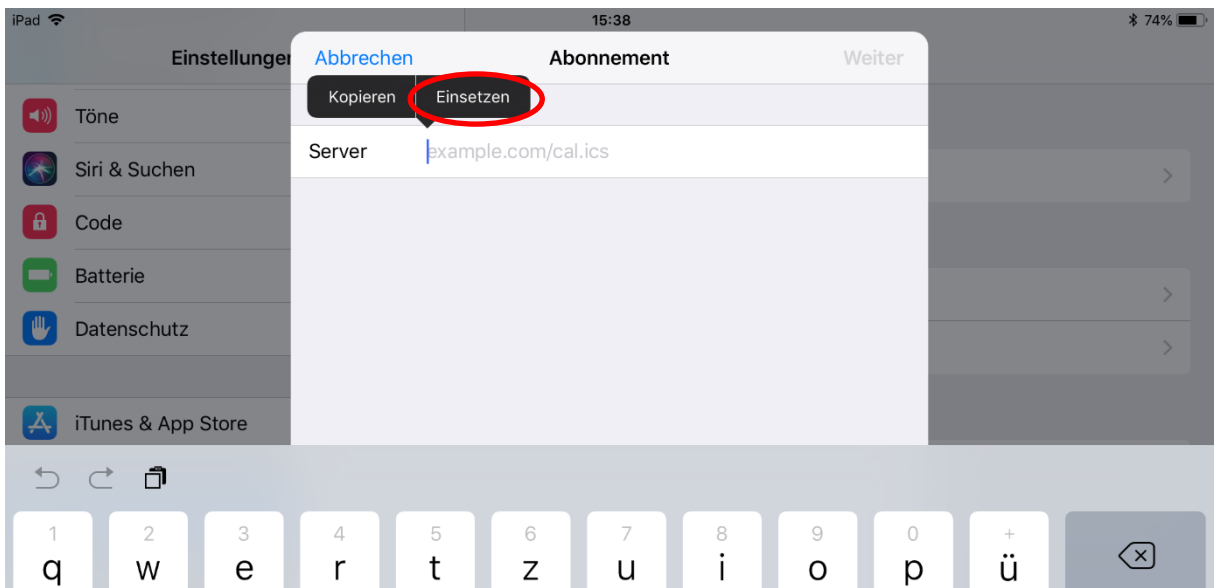 iPad 15:38 74%
Einstellunger
Abbrechen Abonnement Weiter
Kopieren Einsetzen
Töne
Server example.com/cal.ics
Siri & Suchen
Code
Batterie
Datenschutz
iTunes & App Store
1 2 3 4 5 6 7 8 9 0 +
q w e r t z u i o p ü